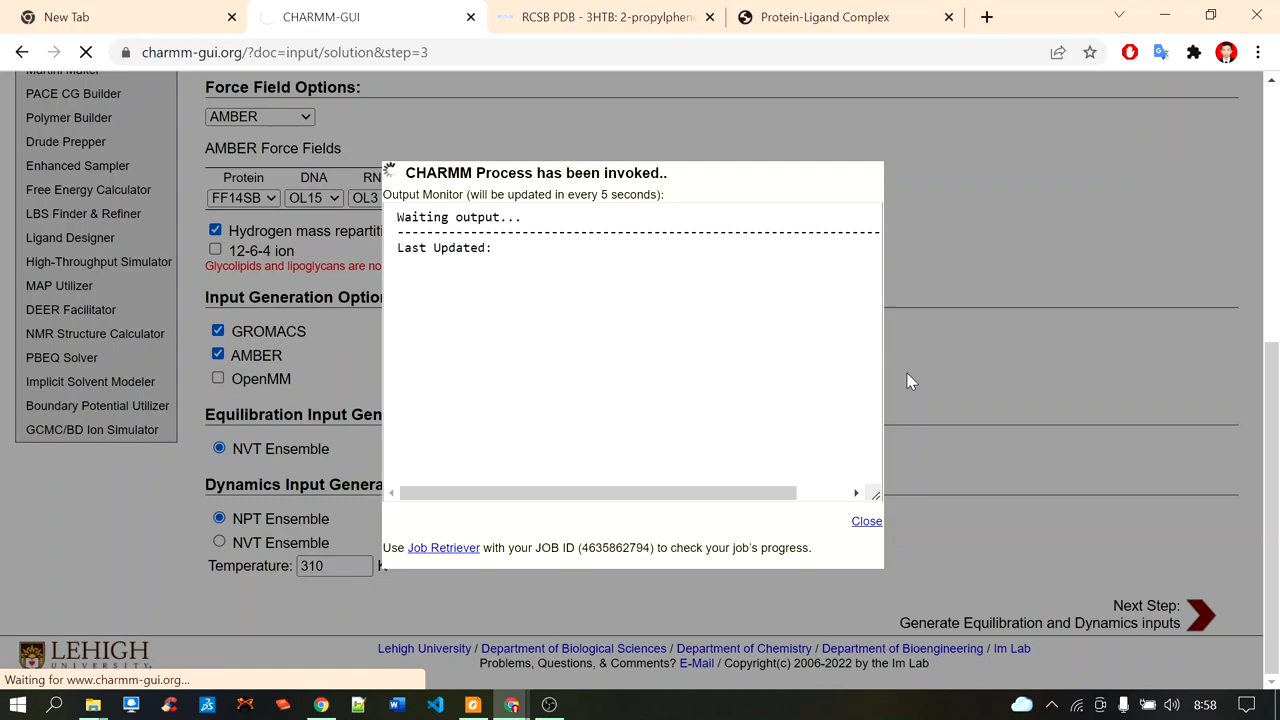 New Tab
CHARMM-GUI
RCSB PDB - 3HTB: 2-propylphen
Protein-Ligand Complex
charmm-gui.org/?doc=input/solution&step=3
Martini Maker
PACE CG Builder
Polymer Builder
Drude Prepper
Enhanced Sampler
Free Energy Calculator
LBS Finder & Refiner
Ligand Designer
High-Throughput Simulator
MAP Utilizer
DEER Facilitator
NMR Structure Calculator
PBEQ Solver
Implicit Solvent Modeler
Boundary Potential Utilizer
GCMC/BD Ion Simulator
Force Field Options:
AMBER
AMBER Force Fields
Protein DNA RN
FF14SB OL15 OL3
Hydrogen mass repartiti
12-6-4 ion
Glycolipids and lipoglycans are no
Input Generation Optio
GROMACS
AMBER
OpenMM
Equilibration Input Gen
NVT Ensemble
Dynamics Input Genera
NPT Ensemble
NVT Ensemble
Temperature: 310 K
CHARMM Process has been invoked..
Output Monitor (will be updated in every 5 seconds):
Waiting output...
--------------------------------------------------------------
Last Updated:
Close
Use Job Retriever with your JOB ID (4635862794) to check your job's progress.
Next Step:
Generate Equilibration and Dynamics inputs
LEHIGH
UNIVERSITY
Lehigh University / Department of Biological Sciences / Department of Chemistry / Department of Bioengineering / Im Lab
Problems, Questions, & Comments? E-Mail / Copyright(c) 2006-2022 by the Im Lab
Waiting for www.charmm-gui.org...
8:58